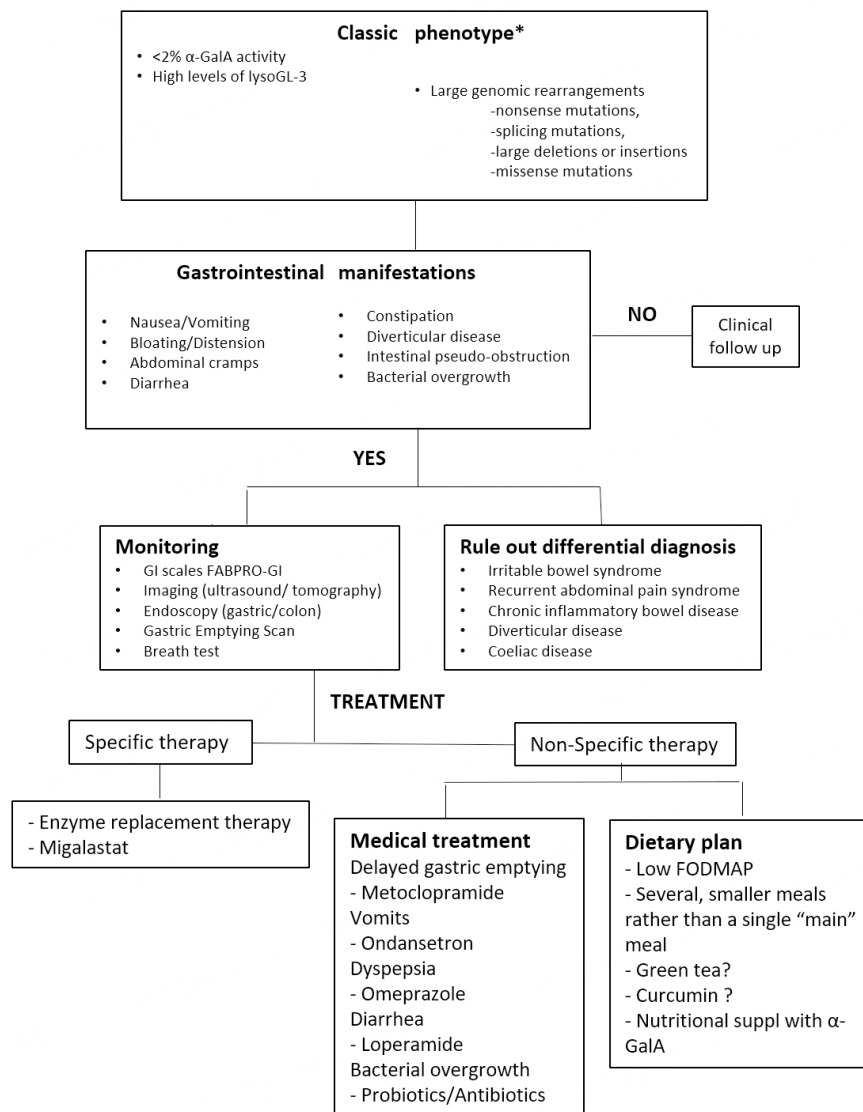 Classic phenotype*
• <2% α-GalA activity
• High levels of lysoGL-3
• Large genomic rearrangements
-nonsense mutations,
-splicing mutations,
-large deletions or insertions
-missense mutations
Gastrointestinal manifestations
• Nausea/Vomiting
• Bloating/Distension
• Abdominal cramps
• Diarrhea
• Constipation
• Diverticular disease
• Intestinal pseudo-obstruction
• Bacterial overgrowth
NO
Clinical
follow up
YES
Monitoring
• GI scales FABPRO-GI
• Imaging (ultrasound/ tomography)
• Endoscopy (gastric/colon)
• Gastric Emptying Scan
• Breath test
Rule out differential diagnosis
• Irritable bowel syndrome
• Recurrent abdominal pain syndrome
• Chronic inflammatory bowel disease
• Diverticular disease
• Coeliac disease
TREATMENT
Specific therapy
Non-Specific therapy
- Enzyme replacement therapy
- Migalastat
Medical treatment
Delayed gastric emptying
- Metoclopramide
Vomits
- Ondansetron
Dyspepsia
- Omeprazole
Diarrhea
- Loperamide
Bacterial overgrowth
- Probiotics/Antibiotics
Dietary plan
- Low FODMAP
- Several, smaller meals
rather than a single “main”
meal
- Green tea?
- Curcumin ?
- Nutritional suppl with α-
GalA